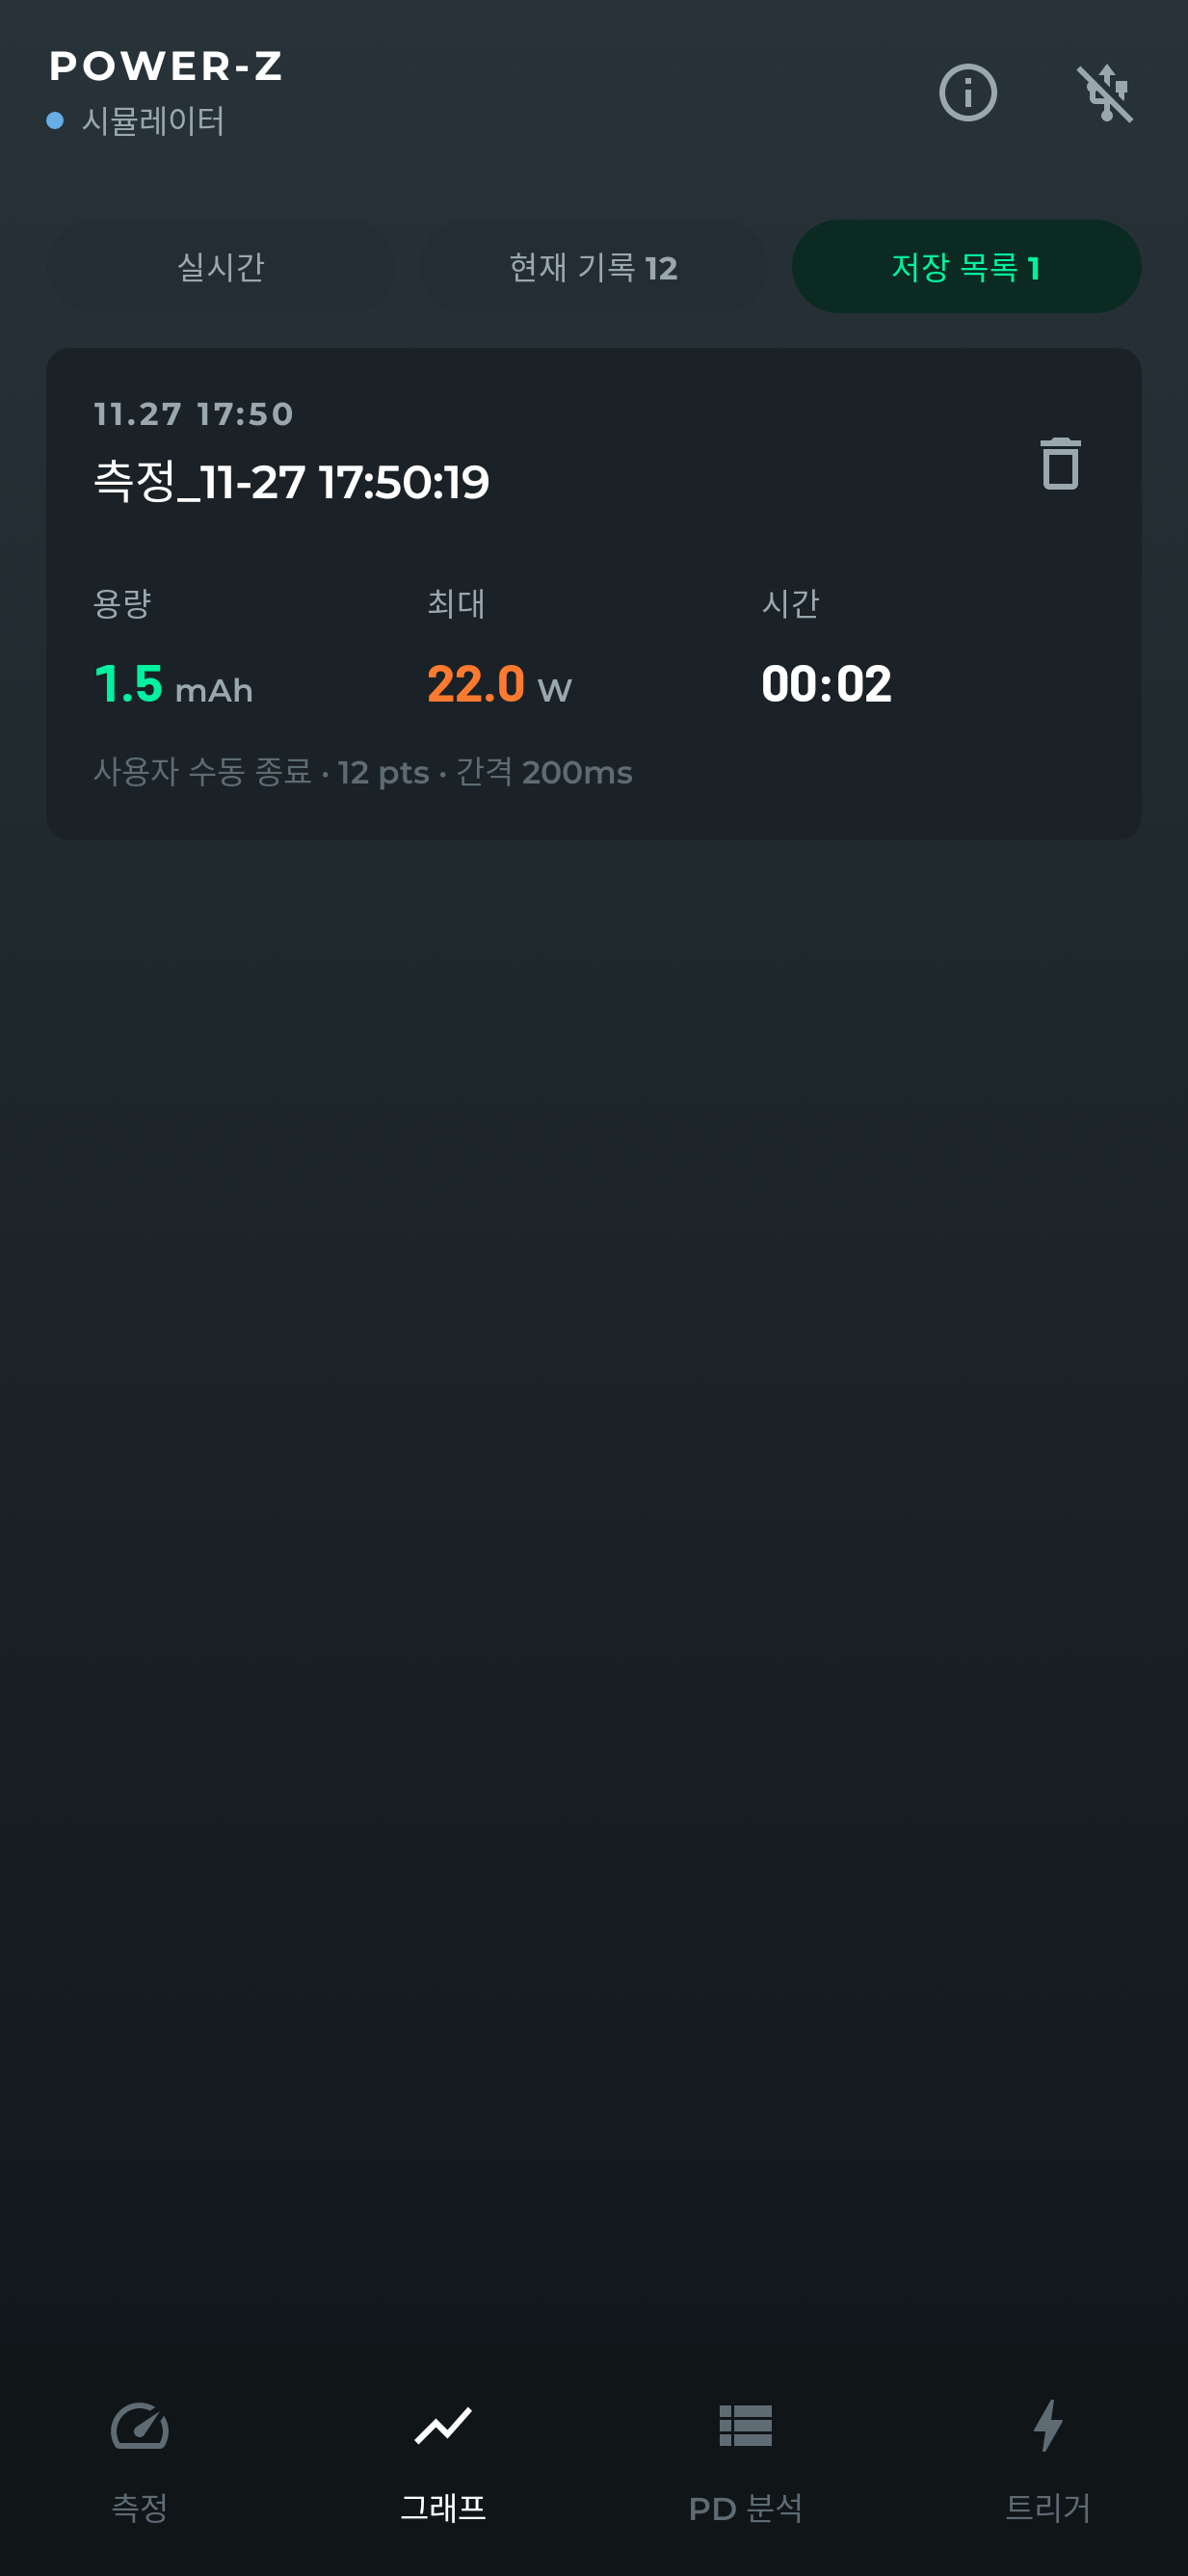 POWER-Z
시뮬레이터
실시간
현재 기록 12
저장 목록 1
11.27 17:50
측정_11-27 17:50:19
용량
최대
시간
1.5 mAh
22.0 W
00:02
사용자 수동 종료 · 12 pts · 간격 200ms
측정
그래프
PD 분석
트리거